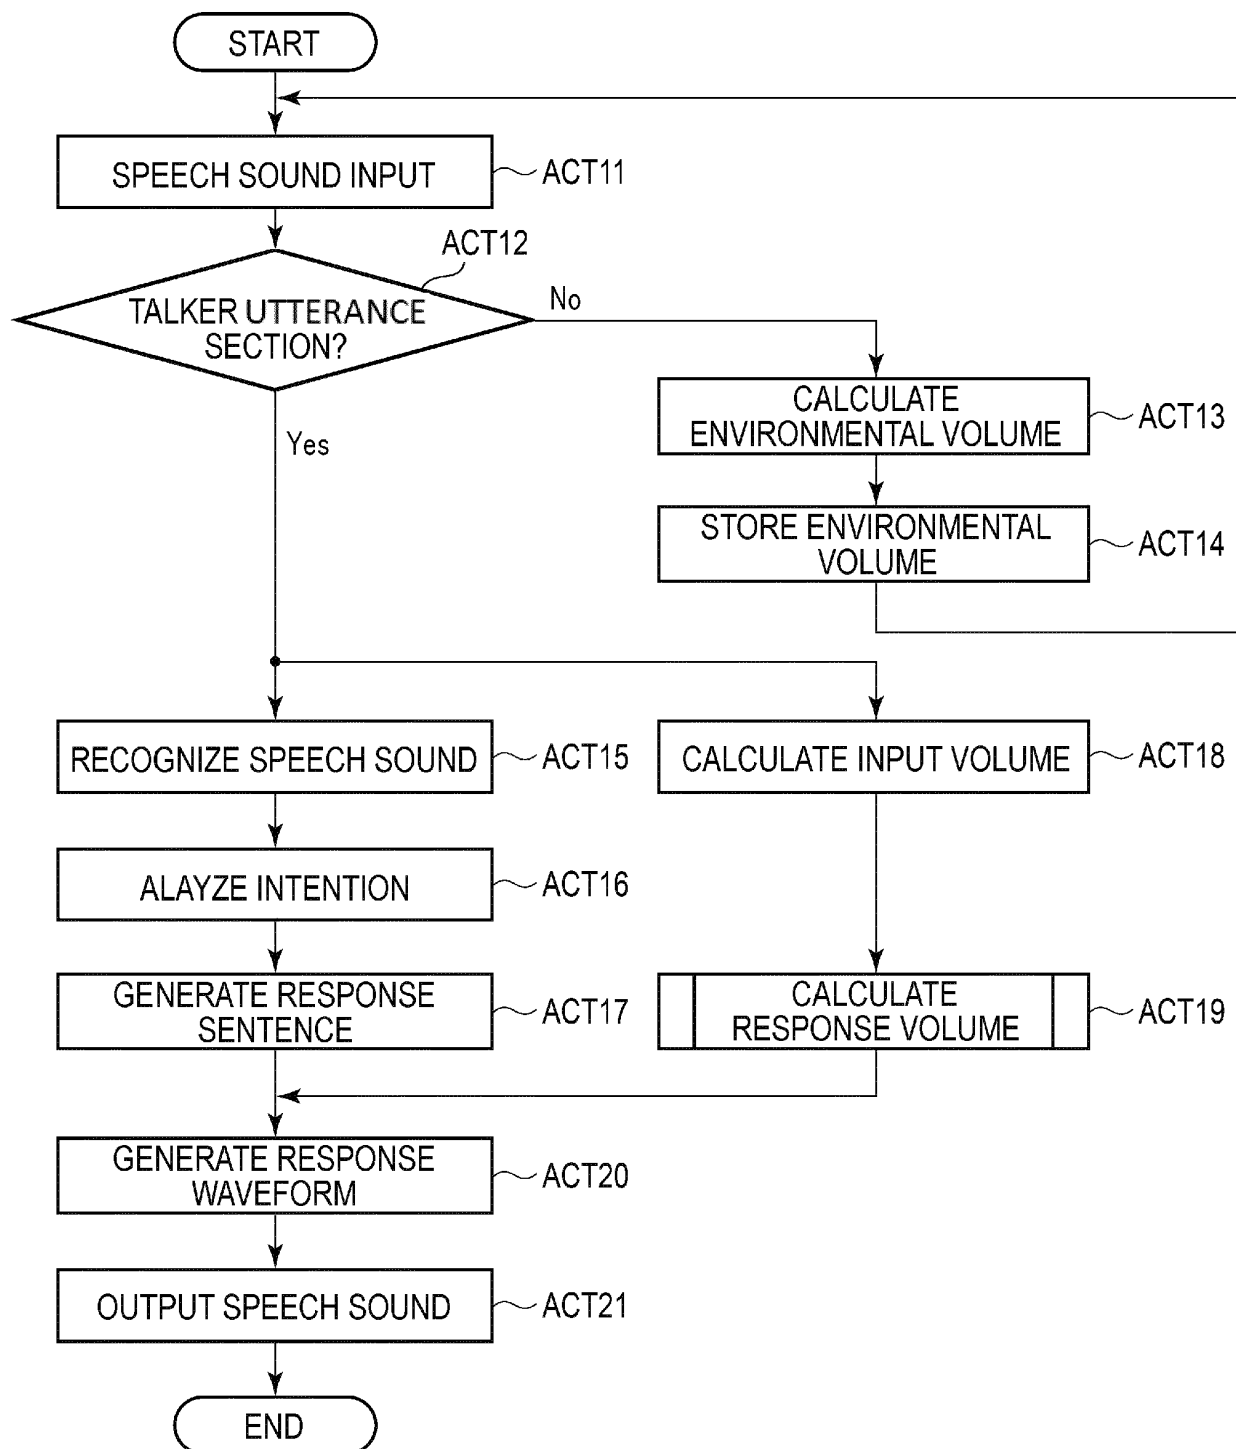 START
SPEECH SOUND INPUT
ACT11
ACT12
TALKER UTTERANCE
SECTION?
No
Yes
CALCULATE
ENVIRONMENTAL VOLUME
ACT13
STORE ENVIRONMENTAL
VOLUME
ACT14
RECOGNIZE SPEECH SOUND
ACT15
CALCULATE INPUT VOLUME
ACT18
ALAYZE INTENTION
ACT16
GENERATE RESPONSE
SENTENCE
ACT17
CALCULATE
RESPONSE VOLUME
ACT19
GENERATE RESPONSE
WAVEFORM
ACT20
OUTPUT SPEECH SOUND
ACT21
END